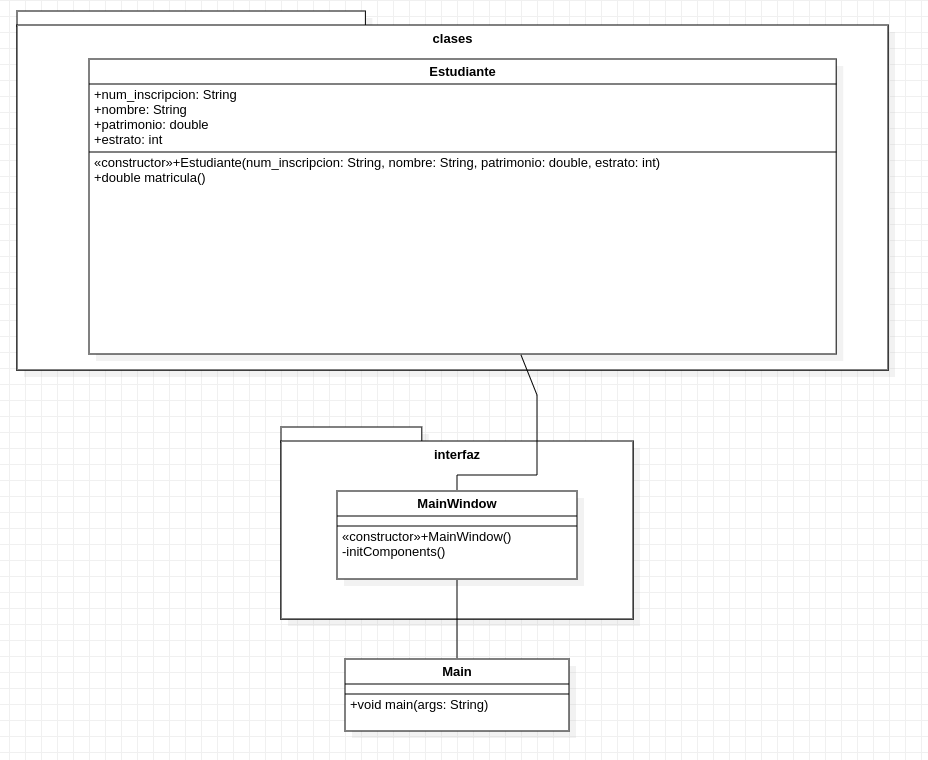 clases
Estudiante
+num_inscripcion: String
+nombre: String
+patrimonio: double
+estrato: int
«constructor»+Estudiante(num_inscripcion: String, nombre: String, patrimonio: double, estrato: int)
+double matricula()
interfaz
MainWindow
«constructor»+MainWindow()
-initComponents()
Main
+void main(args: String)